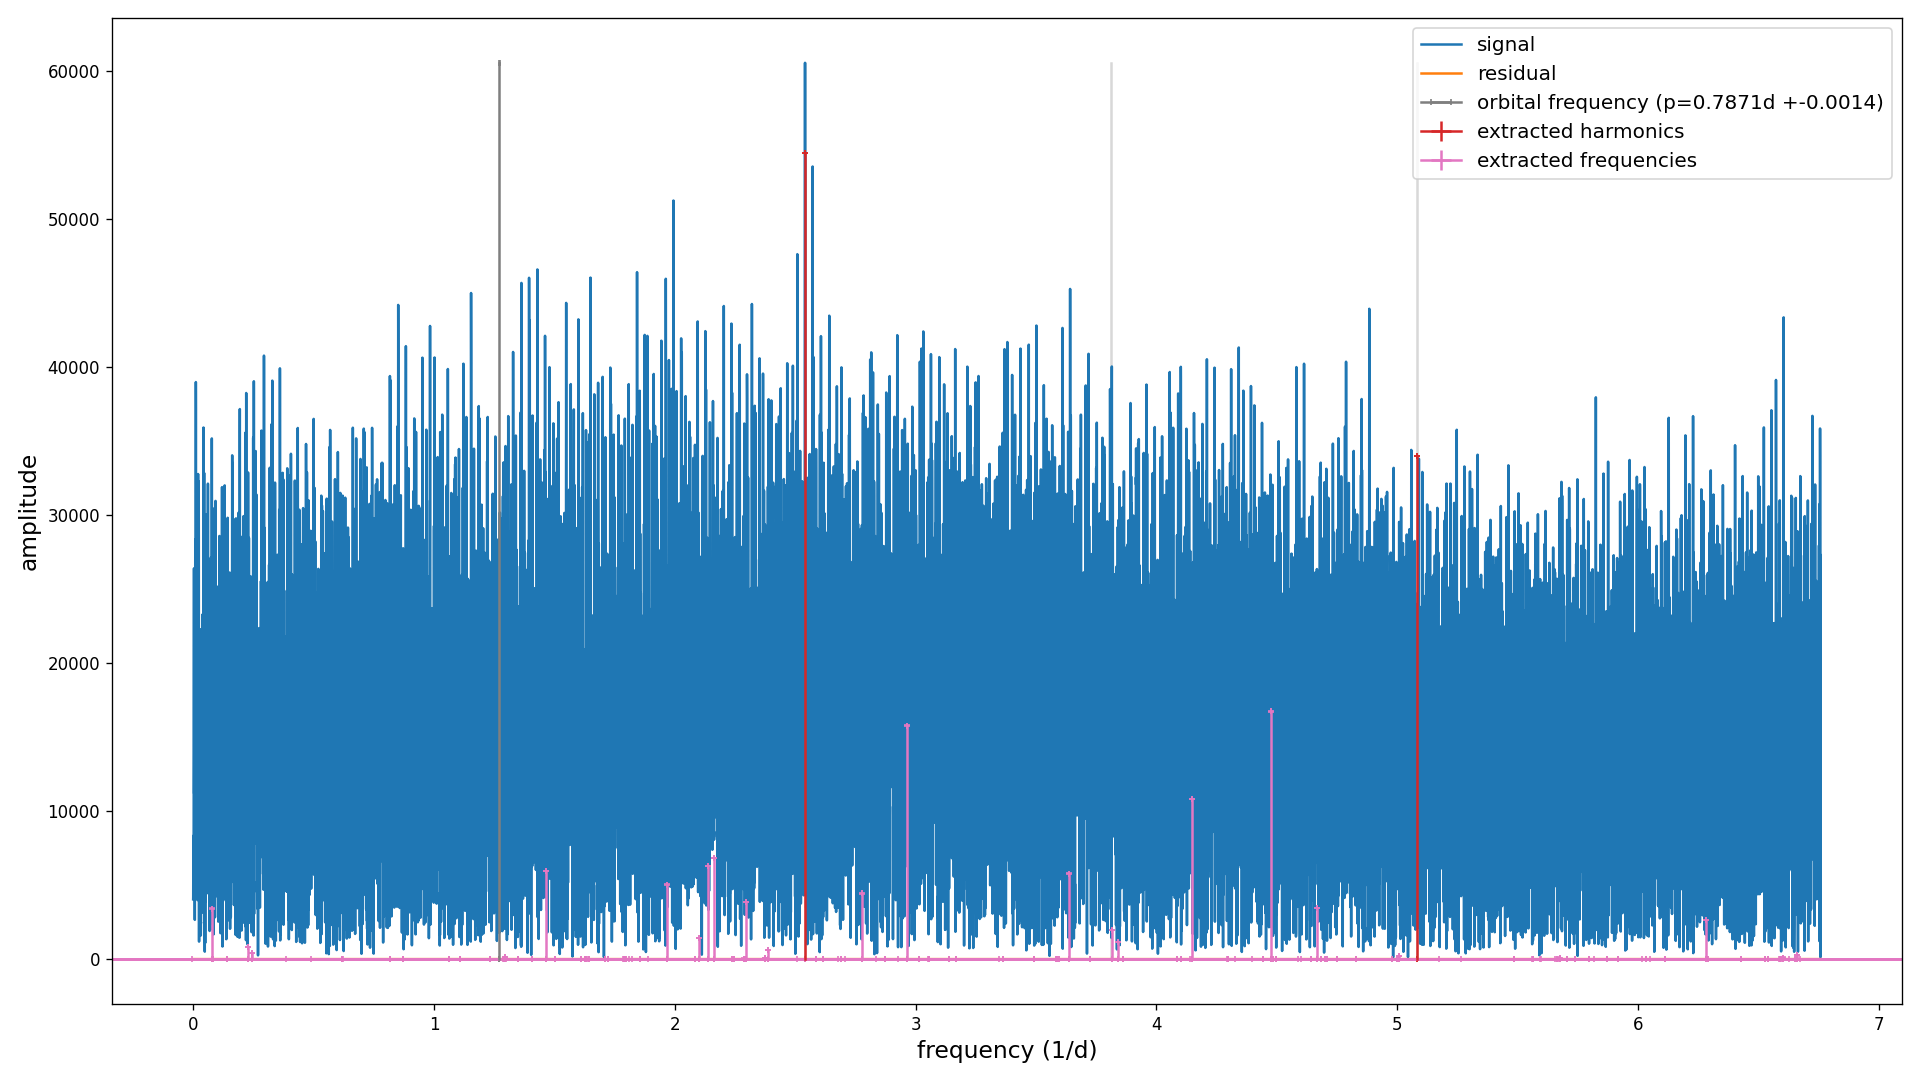 signal
residual
orbital frequency (p=0.7871d +-0.0014)
extracted harmonics
extracted frequencies
amplitude
60000
50000
40000
30000
20000
10000
0
0 1 2 3 4 5 6 7
frequency (1/d)